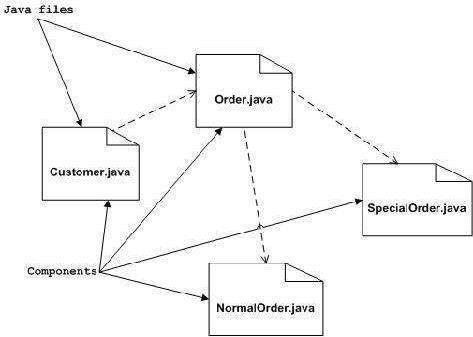 Java files
Order.java
Customer.java
SpecialOrder.java
Components
NormalOrder.java